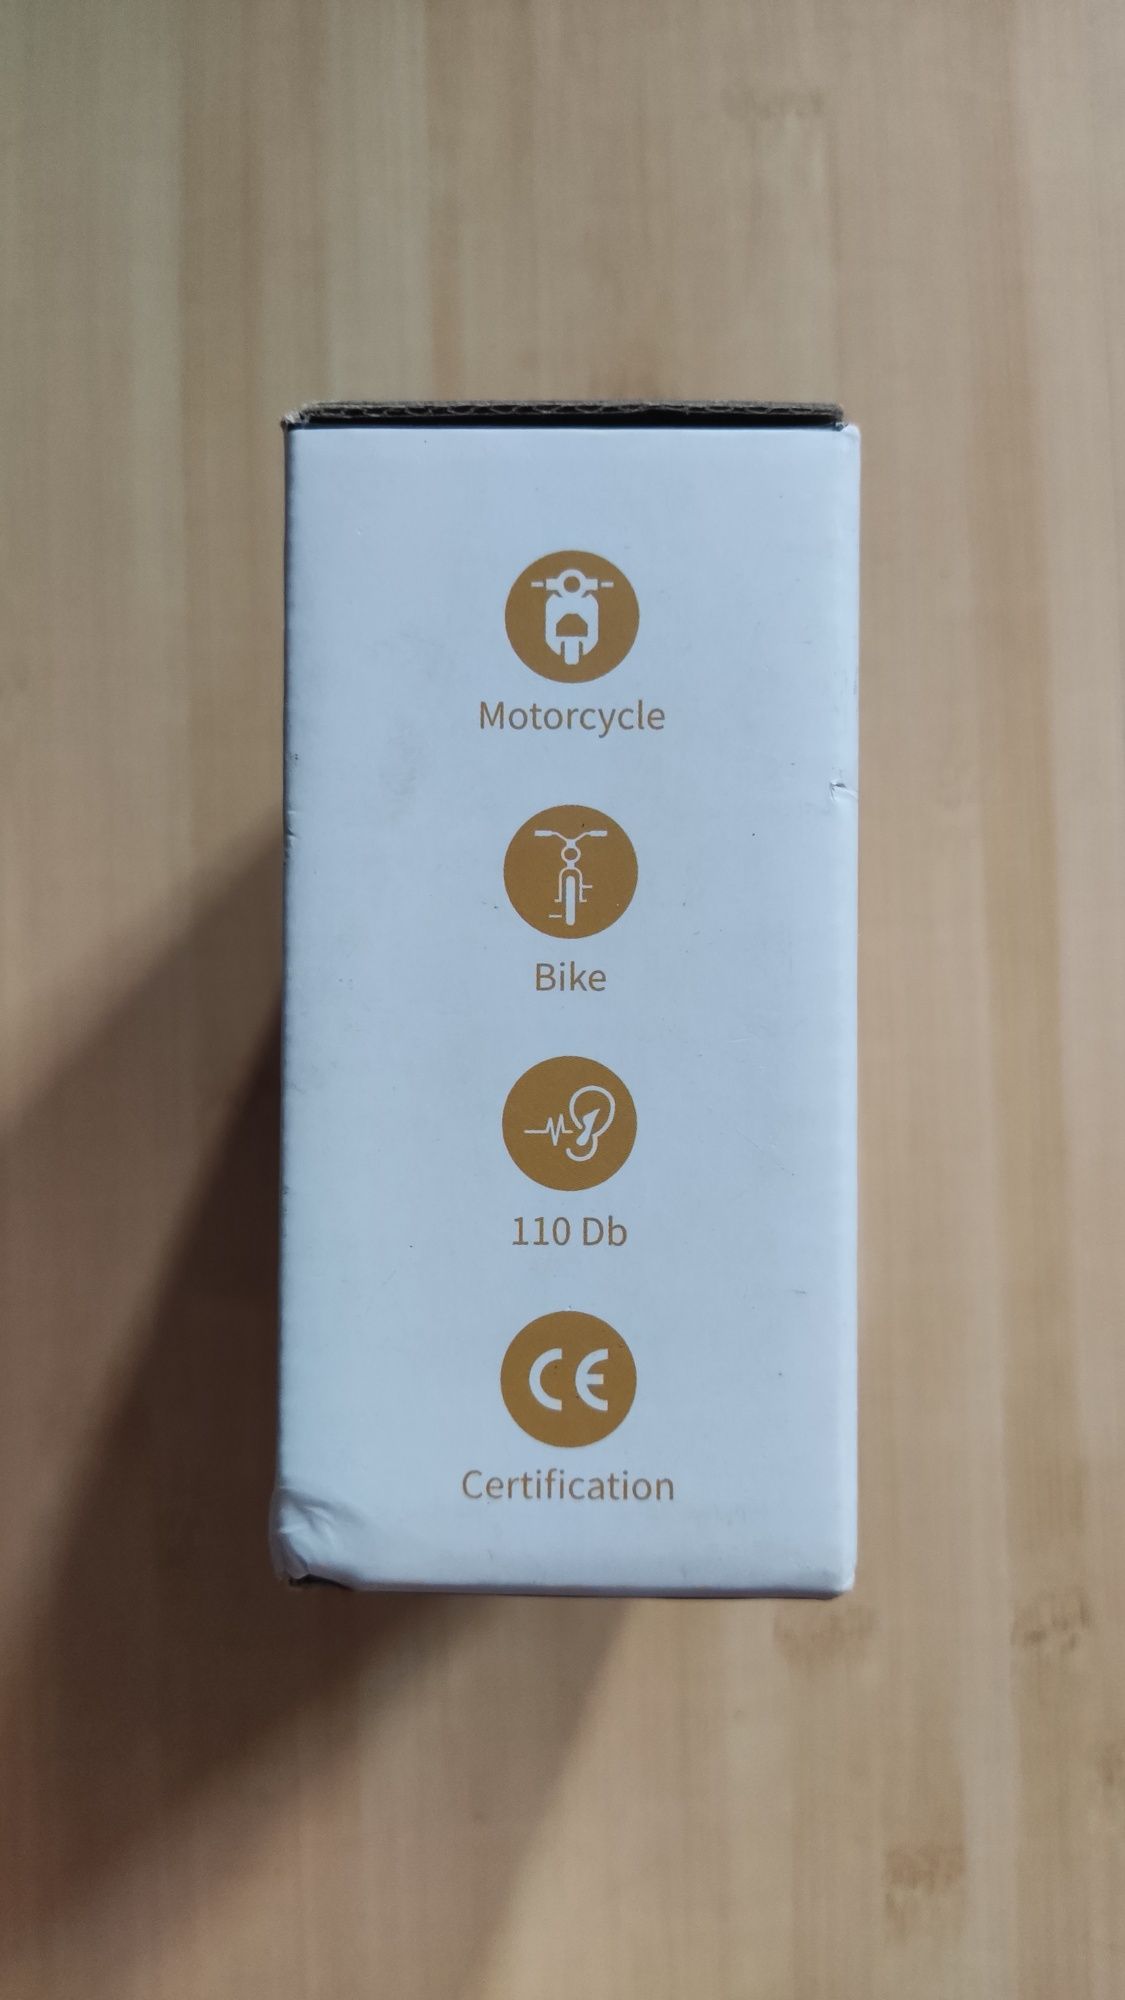 Motorcycle
Bike
110 Db
CE
Certification